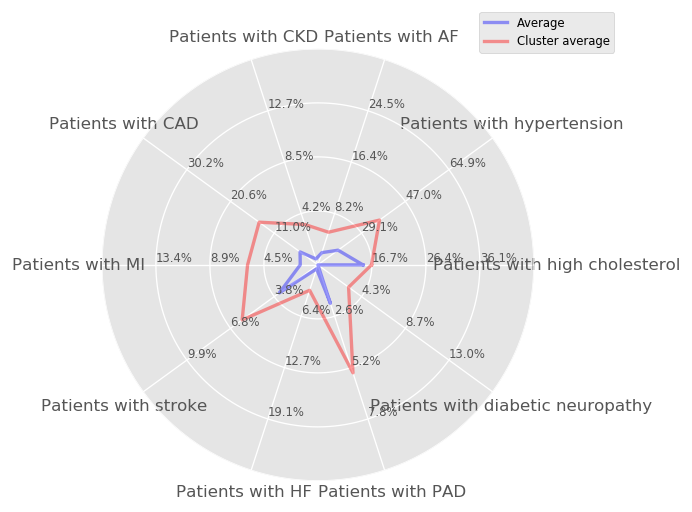 Average
Cluster average
Patients with CKD Patients with AF
12.7% 24.5%
Patients with CAD Patients with hypertension
8.5% 16.4%
30.2% 64.9%
20.6% 47.0%
4.2% 8.2%
11.0% 29.1%
Patients with MI 13.4% 8.9% 4.5% 16.7% 26.4% 36.1% Patients with high cholesterol
3.8% 4.3%
6.4% 2.6%
6.8% 8.7%
9.9% 13.0%
12.7% 5.2%
Patients with stroke Patients with diabetic neuropathy
19.1% 7.8%
Patients with HF Patients with PAD